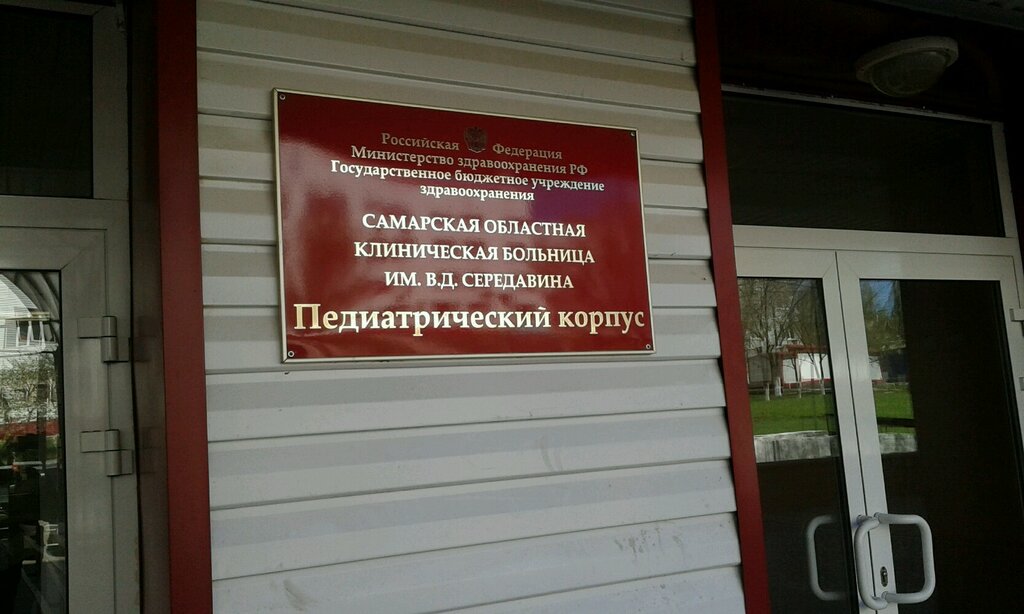 Российская Федерация
Министерство здравоохранения РФ
Государственное бюджетное учреждение
здравоохранения
САМАРСКАЯ ОБЛАСТНАЯ
КЛИНИЧЕСКАЯ БОЛЬНИЦА
ИМ. В.Д. СЕРЕДАВИНА
Педиатрический корпус